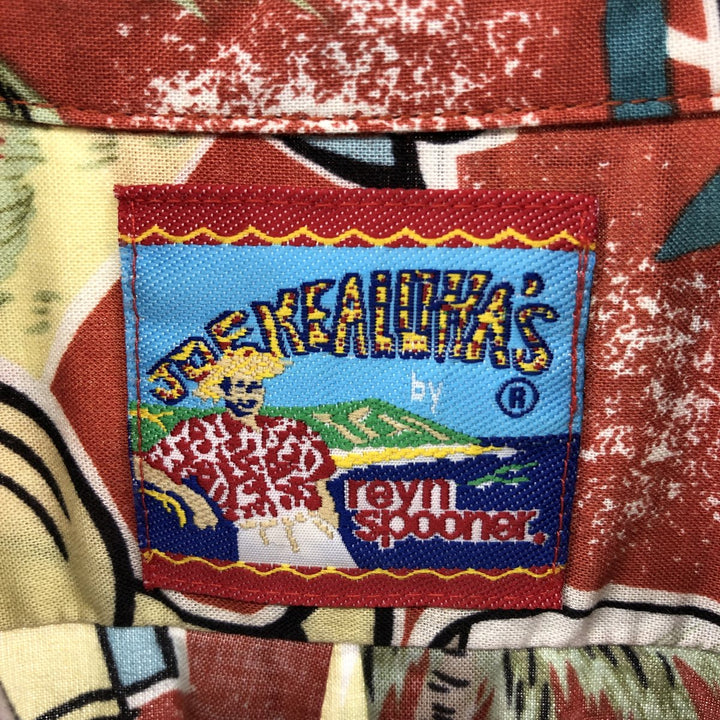 JOE KEALOHA'S
by ®
reyn
spooner.